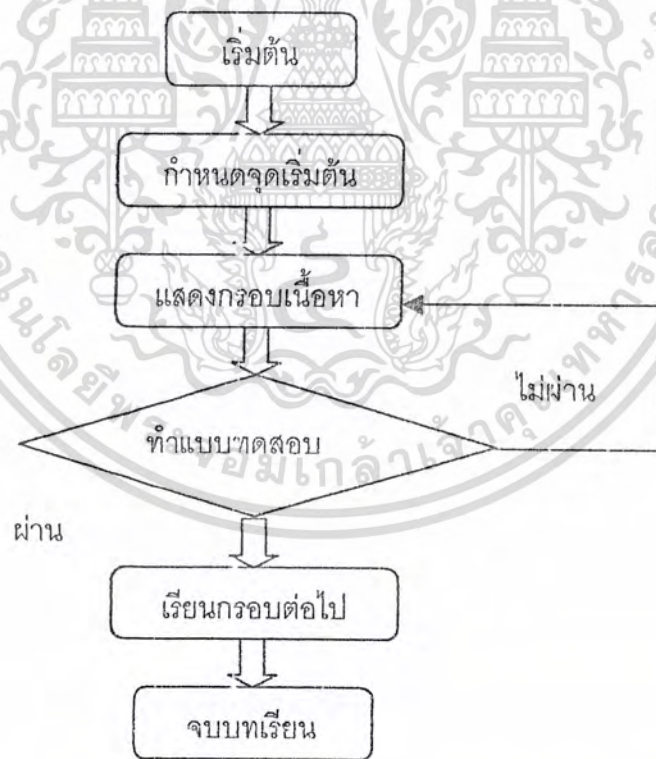 เริ่มต้น
กำหนดจุดเริ่มต้น
แสดงกรอบเนื้อหา
ไม่ผ่าน
ทำแบบทดสอบ
ผ่าน
เรียนกรอบต่อไป
จบบทเรียน